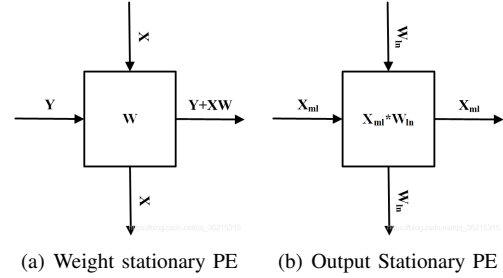 X
Y
W
Y+XW
X
W_ln
X_ml
X_ml*W_ln
X_ml
W_ln
(a) Weight stationary PE
(b) Output Stationary PE